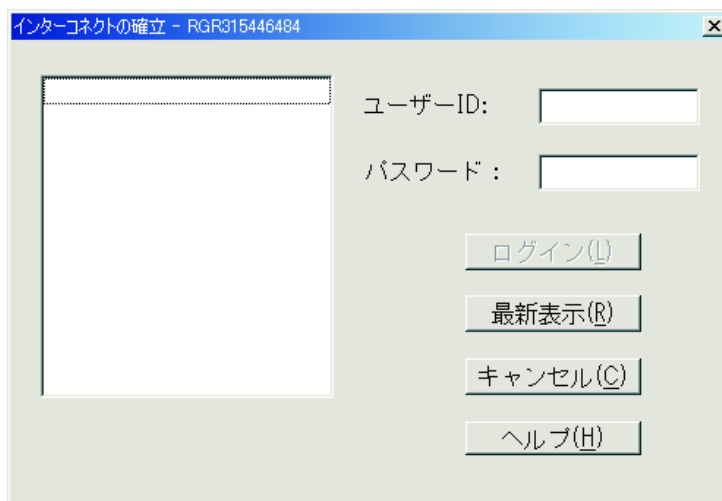 インターコネクトの確立 - RGR315446484
ユーザーID:
パスワード:
ログイン(L)
最新表示(R)
キャンセル(C)
ヘルプ(H)